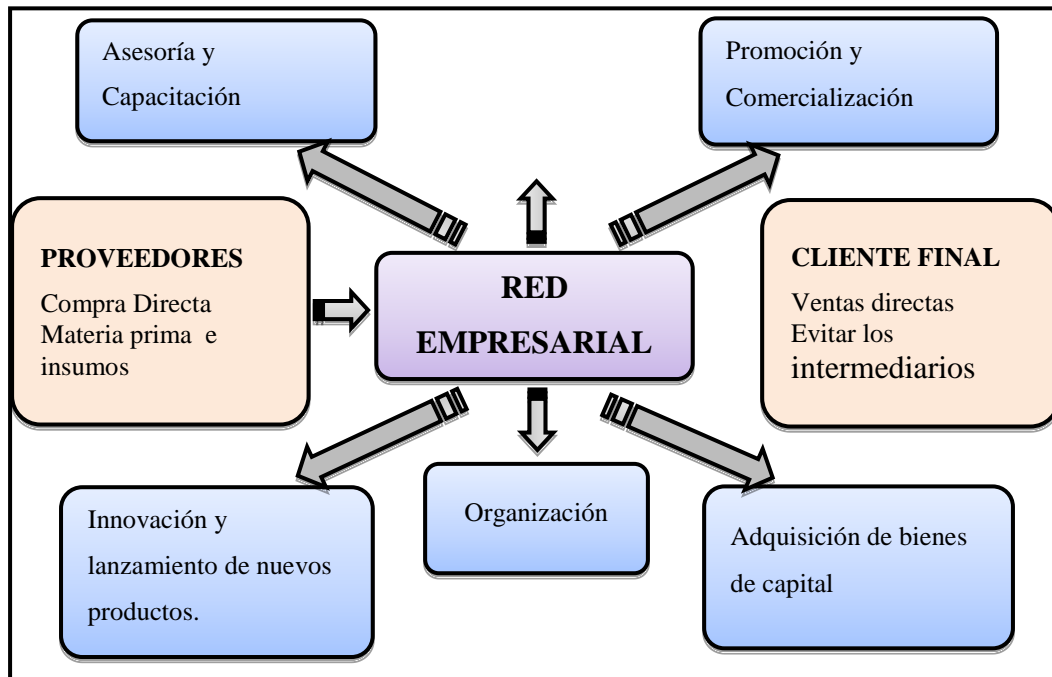 Asesoría y
Capacitación
Promoción y
Comercialización
PROVEEDORES
Compra Directa
Materia prima e
insumos
RED
EMPRESARIAL
CLIENTE FINAL
Ventas directas
Evitar los
intermediarios
Innovación y
lanzamiento de nuevos
productos.
Organización
Adquisición de bienes
de capital